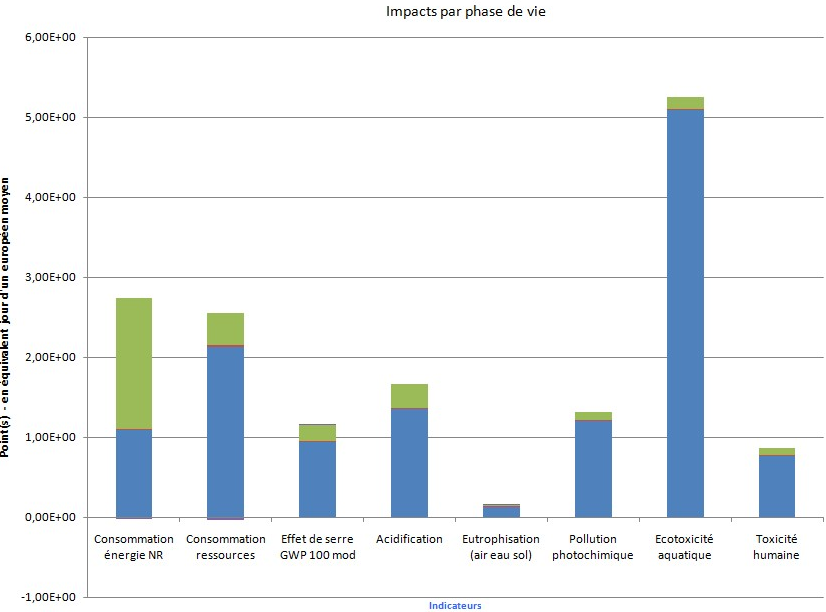 Impacts par phase de vie
Point(s) - en équivalent jour d'un européen moyen
6,00E+00
5,00E+00
4,00E+00
3,00E+00
2,00E+00
1,00E+00
0,00E+00
-1,00E+00
Consommation
énergie NR
Consommation
ressources
Effet de serre
GWP 100 mod
Acidification
Eutrophisation
(air eau sol)
Pollution
photochimique
Ecotoxicité
aquatique
Toxicité
humaine
Indicateurs